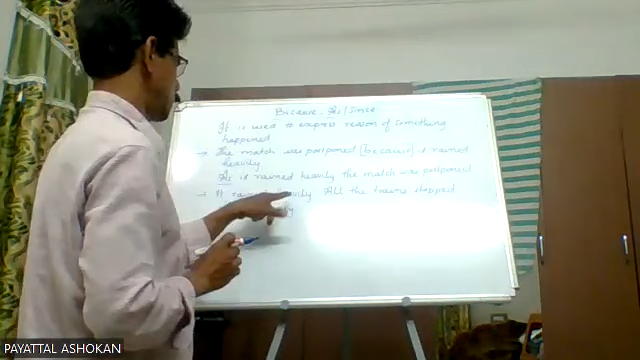 Because - As/Since
It is used to express reason of something
happened
→ The match was postponed [because] it rained
heavily
As it rained heavily the match was postponed
→ It rained heavily All the trains stopped
PAYATTAL ASHOKAN